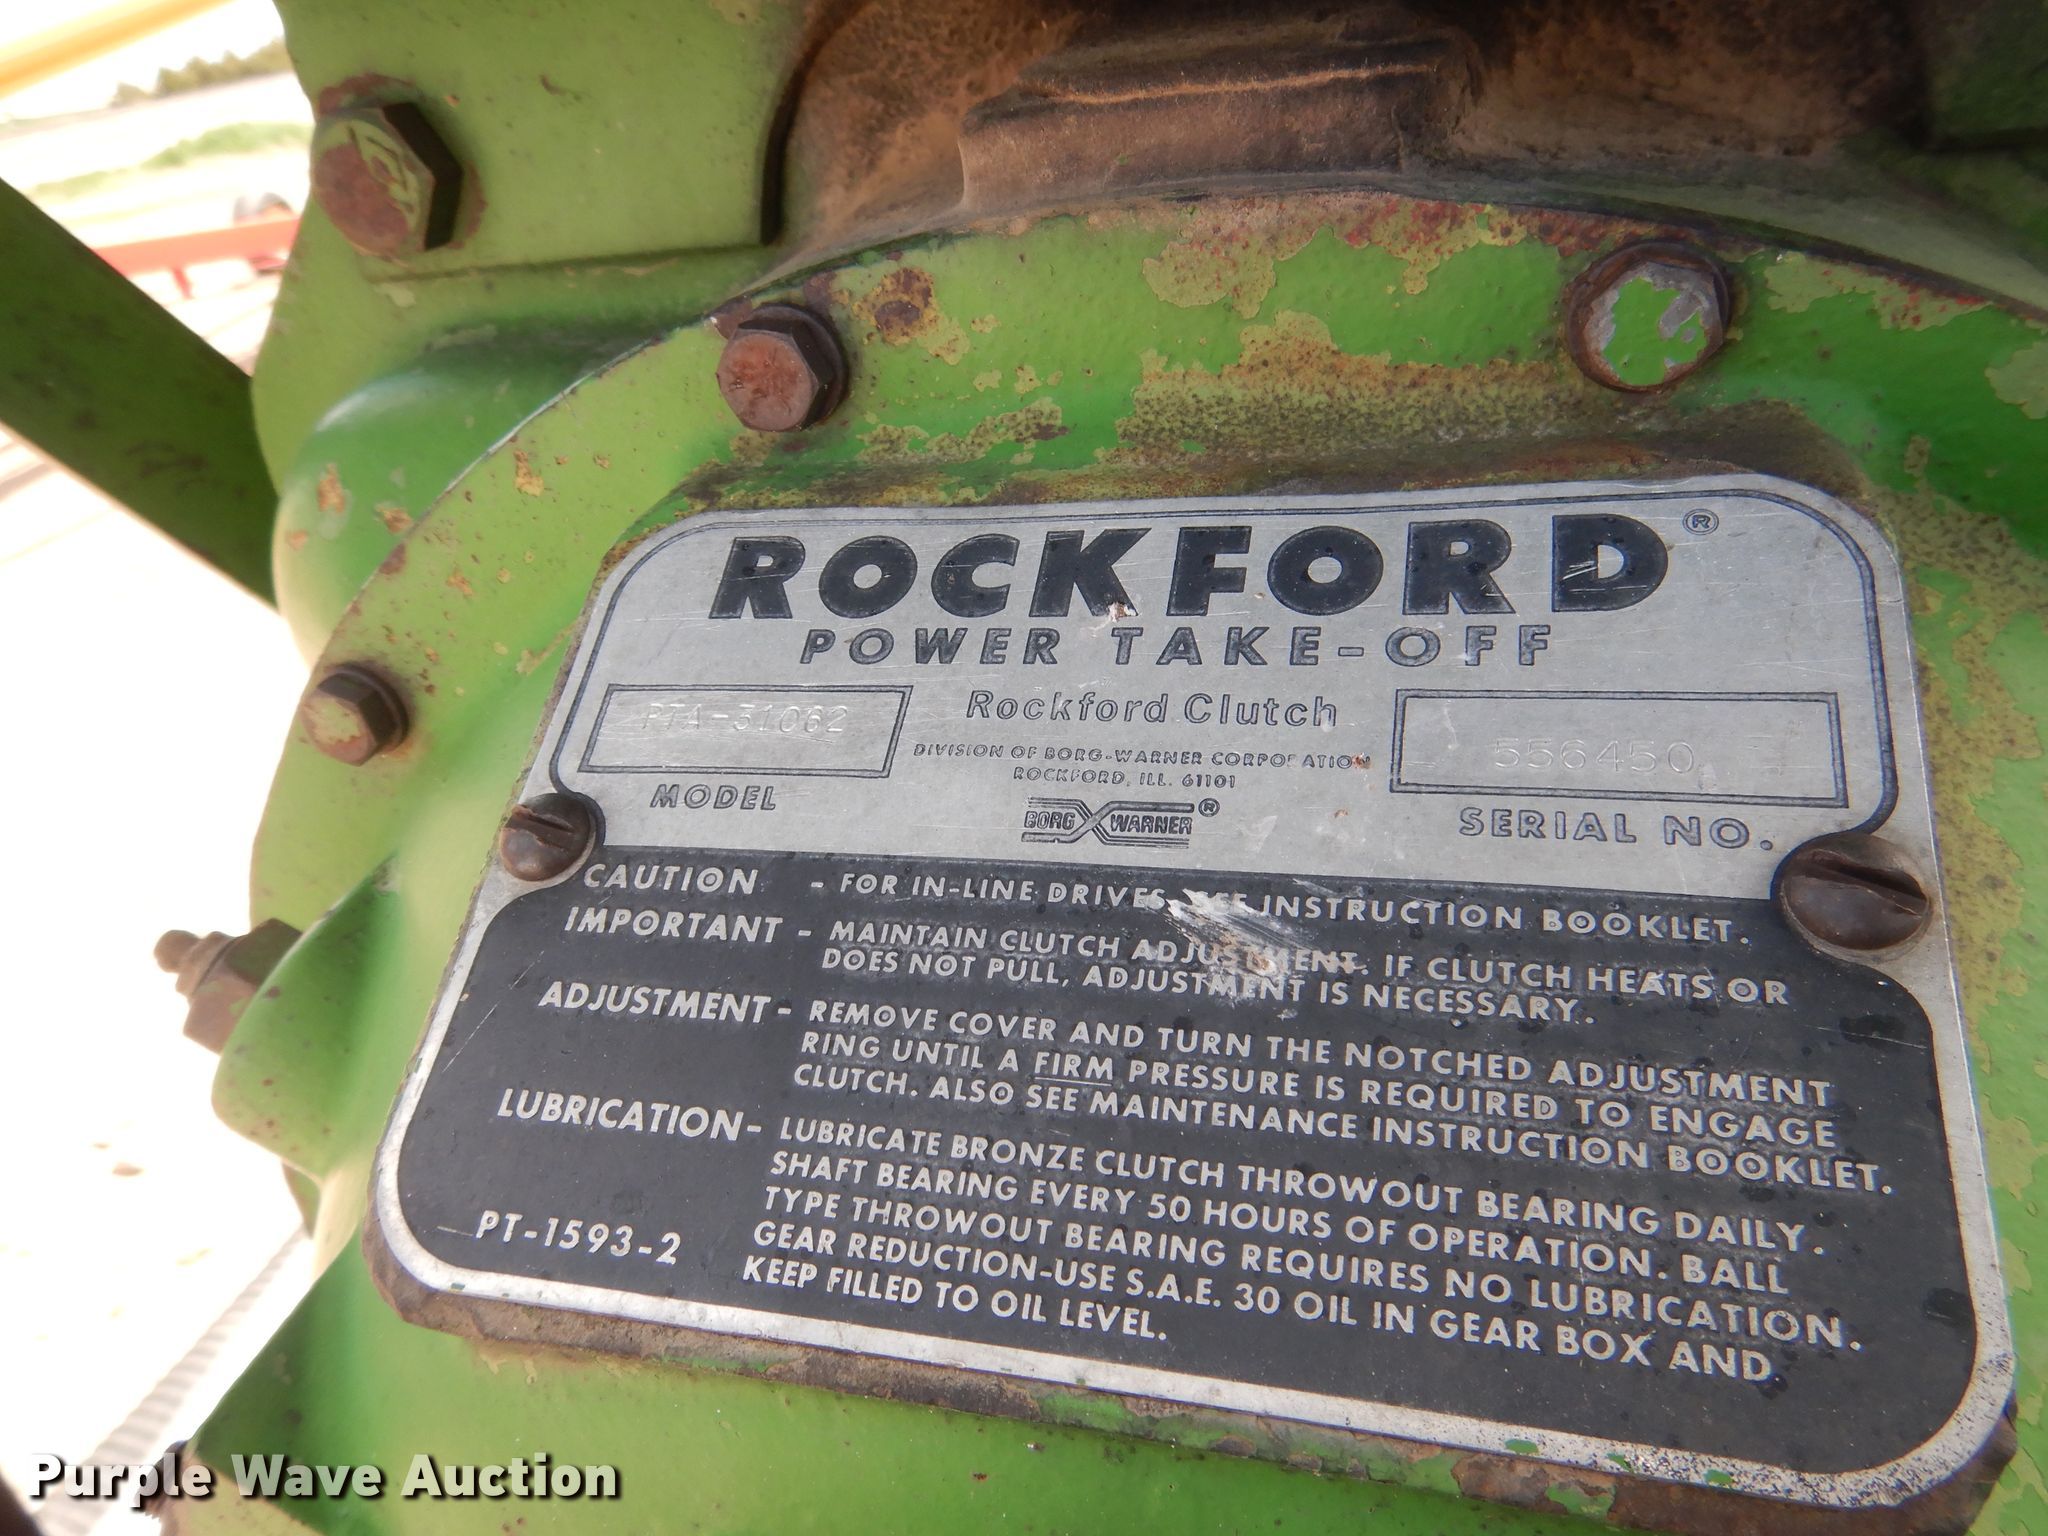 ROCKFORD®
POWER TAKE-OFF
PTA-31062
MODEL
Rockford Clutch
DIVISION OF BORG-WARNER CORPORATION
ROCKFORD, ILL. 61101
BORG WARNER ®
556450
SERIAL NO.
CAUTION - FOR IN-LINE DRIVES, SEE INSTRUCTION BOOKLET.
IMPORTANT - MAINTAIN CLUTCH ADJUSTMENT. IF CLUTCH HEATS OR
DOES NOT PULL, ADJUSTMENT IS NECESSARY.
ADJUSTMENT - REMOVE COVER AND TURN THE NOTCHED ADJUSTMENT
RING UNTIL A FIRM PRESSURE IS REQUIRED TO ENGAGE
CLUTCH. ALSO SEE MAINTENANCE INSTRUCTION BOOKLET.
LUBRICATION- LUBRICATE BRONZE CLUTCH THROWOUT BEARING DAILY.
SHAFT BEARING EVERY 50 HOURS OF OPERATION. BALL
TYPE THROWOUT BEARING REQUIRES NO LUBRICATION.
GEAR REDUCTION-USE S.A.E. 30 OIL IN GEAR BOX AND
KEEP FILLED TO OIL LEVEL.
PT-1593-2
Purple Wave Auction